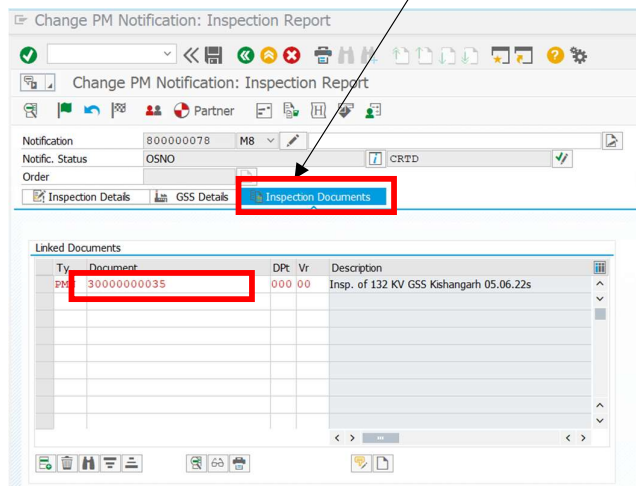 Change PM Notification: Inspection Report
Change PM Notification: Inspection Report
Partner
Notification 800000078 M8
Notific. Status OSNO CRTD
Order
Inspection Details GSS Details Inspection Documents
Linked Documents
Ty. Document DPt Vr Description
30000000035 000 00 Insp. of 132 KV GSS Kishangarh 05.06.22s